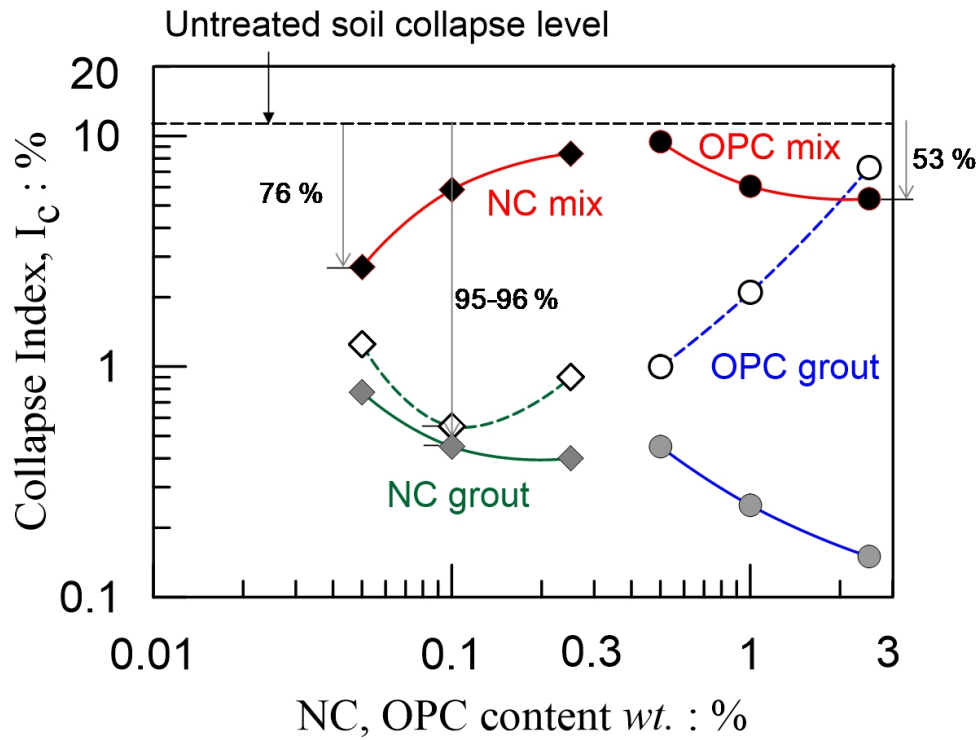 Untreated soil collapse level
20
10
1
0.1
Collapse Index, I_C : %
76 %
NC mix
OPC mix
53 %
95-96 %
OPC grout
NC grout
0.01
0.1
0.3
1
3
NC, OPC content wt. : %